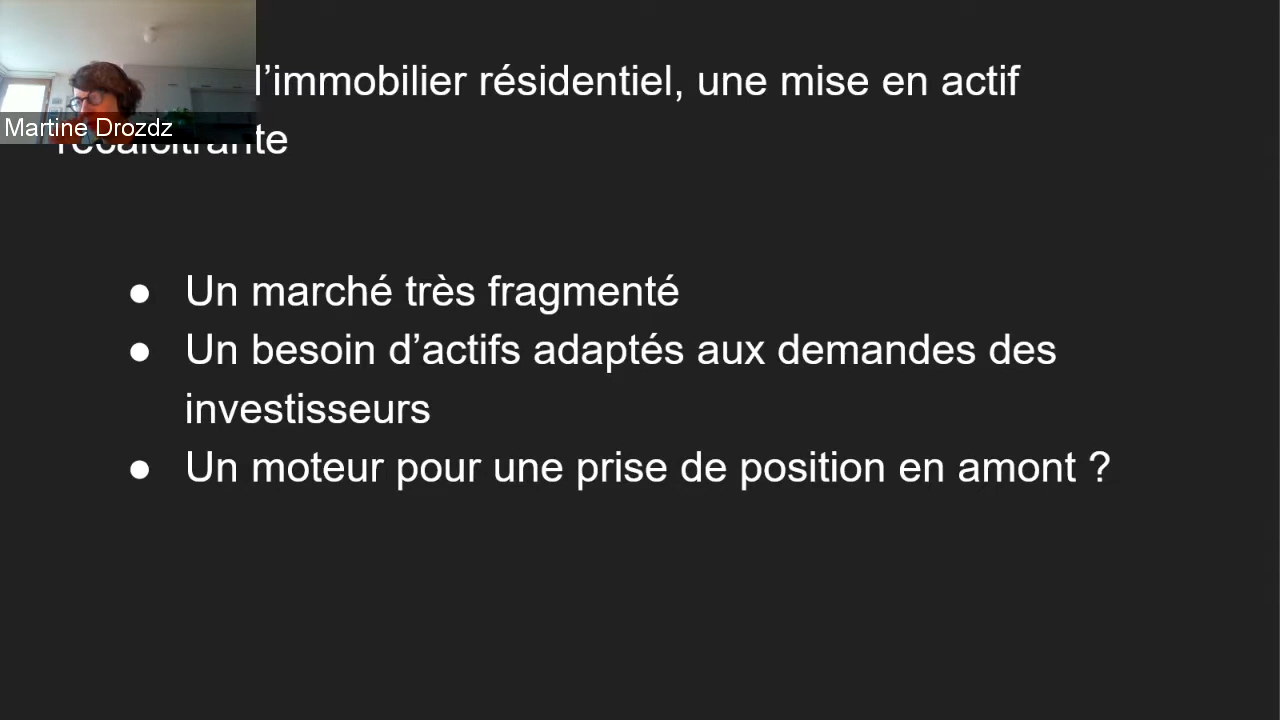 l’immobilier résidentiel, une mise en actif
Martine Drozdz
récalcitrante
● Un marché très fragmenté
● Un besoin d’actifs adaptés aux demandes des
investisseurs
● Un moteur pour une prise de position en amont ?